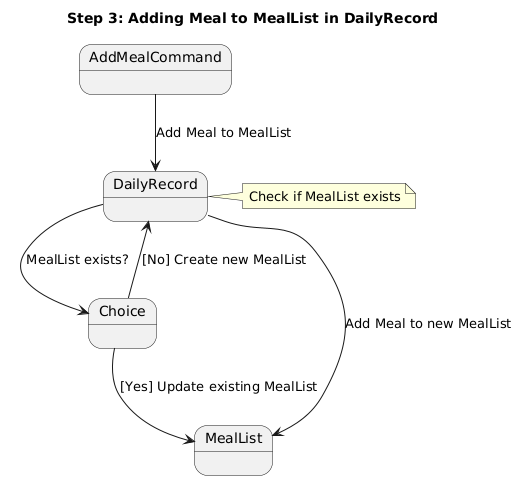 Step 3: Adding Meal to MealList in DailyRecord
AddMealCommand
Add Meal to MealList
DailyRecord
Check if MealList exists
MealList exists?
[No] Create new MealList
Choice
Add Meal to new MealList
[Yes] Update existing MealList
MealList